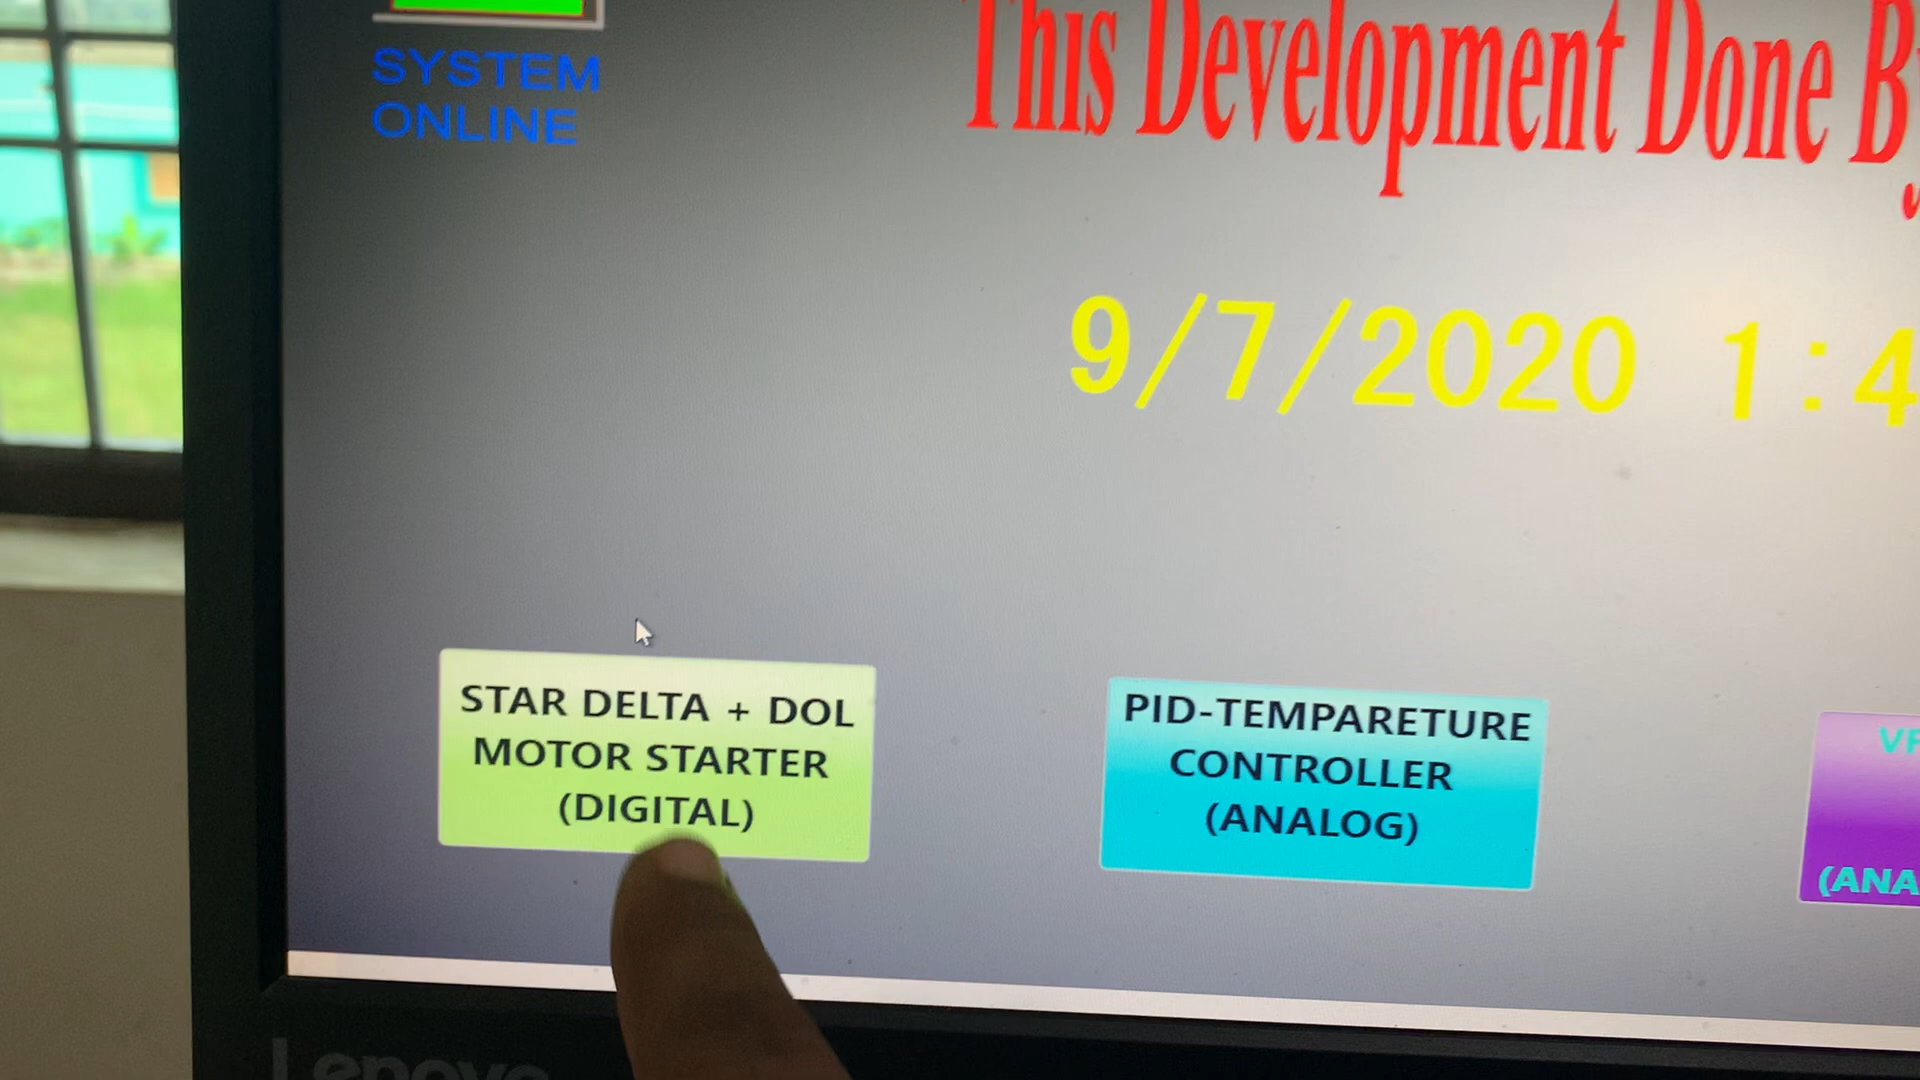 SYSTEM
ONLINE
This Development Done By
9/7/2020 1:4
STAR DELTA + DOL
MOTOR STARTER
(DIGITAL)
PID-TEMPARETURE
CONTROLLER
(ANALOG)
Lenovo